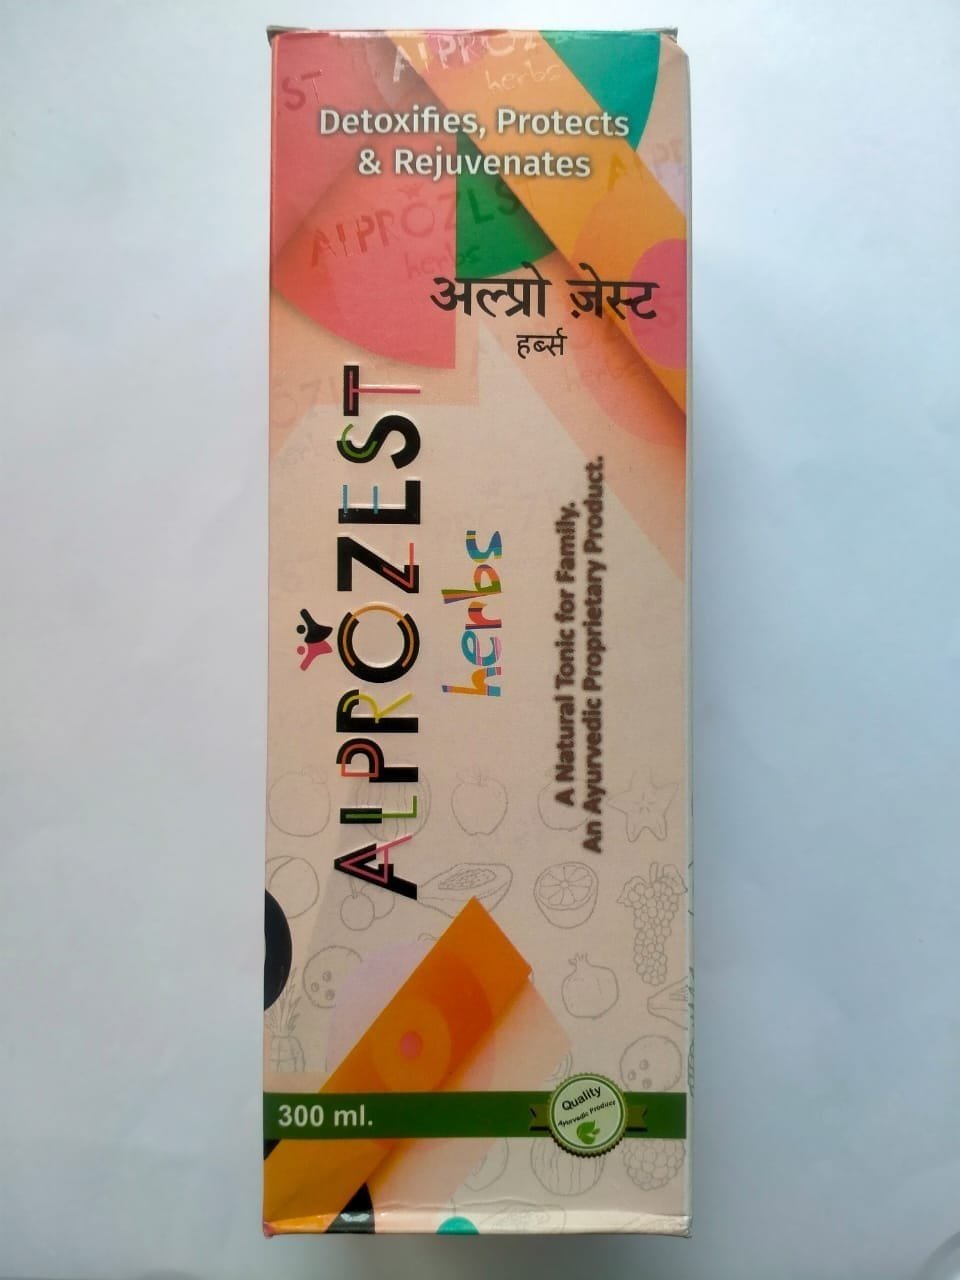 Detoxifies, Protects
& Rejuvenates
अल्प्रो ज़ेस्ट
हर्ब्स
ALPROZEST
herbs
A Natural Tonic for Family.
An Ayurvedic Proprietary Product.
300 ml.
Quality
Ayurvedic Product